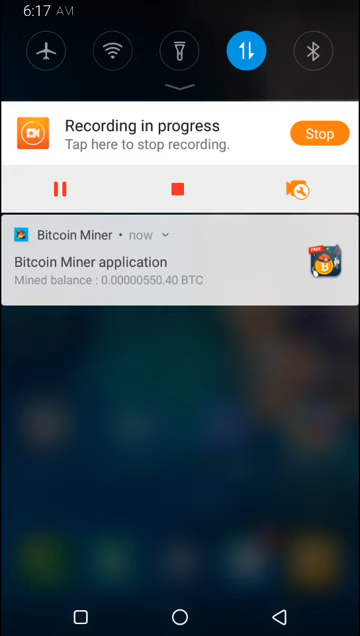 6:17 AM
Recording in progress
Stop
Tap here to stop recording.
Bitcoin Miner • now
Bitcoin Miner application
Mined balance : 0.00000550.40 BTC
FREE